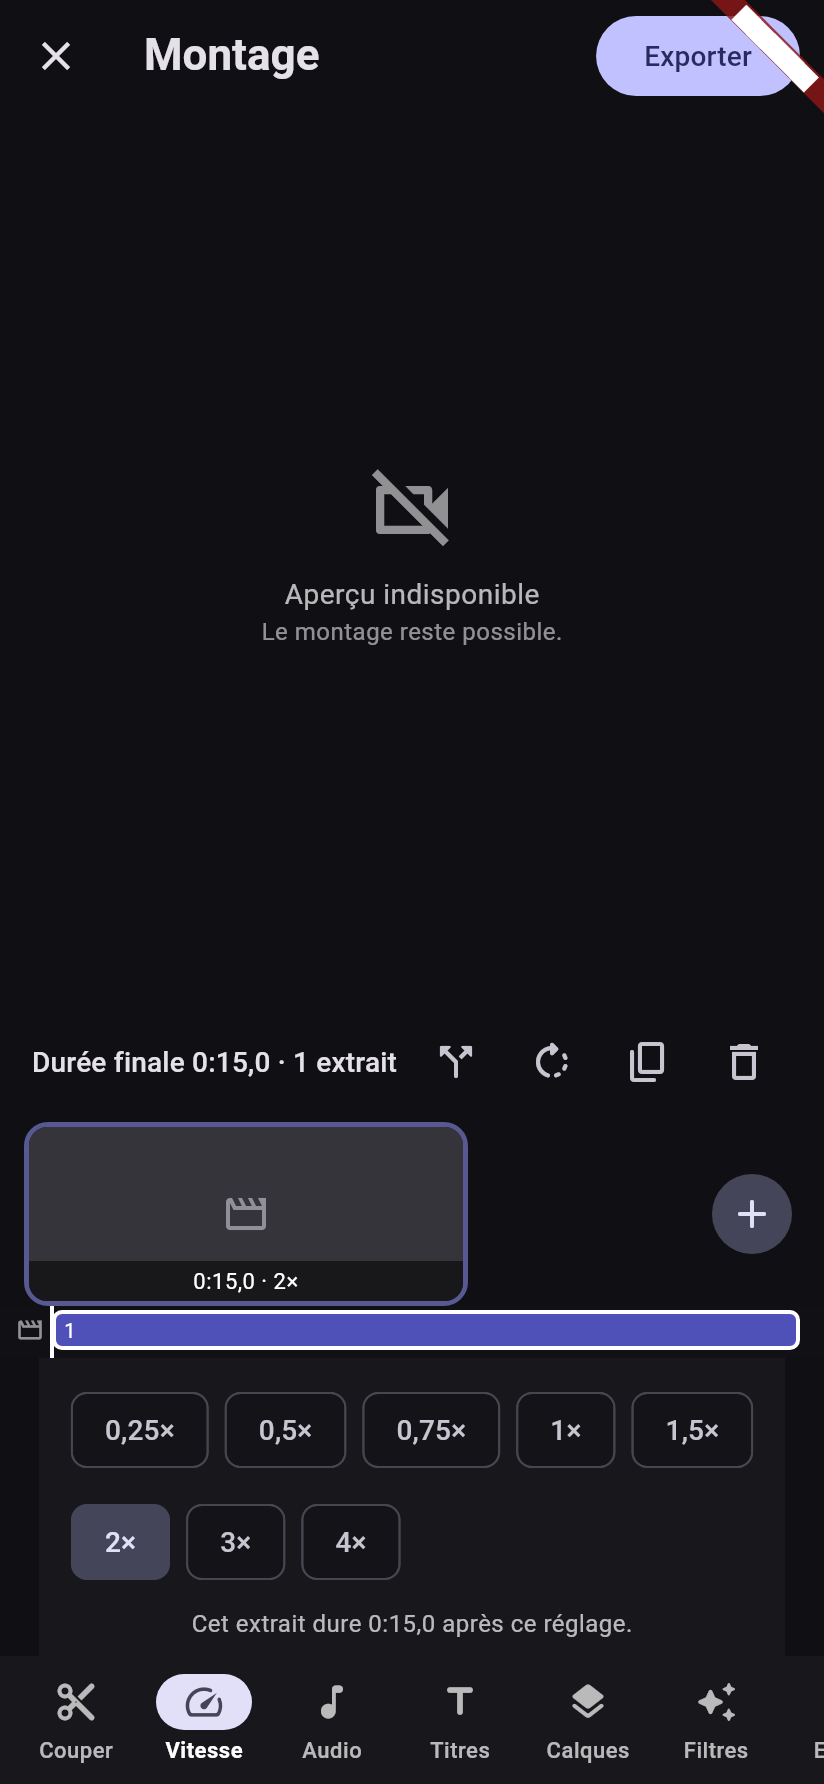 Montage
Exporter
Aperçu indisponible
Le montage reste possible.
Durée finale 0:15,0 · 1 extrait
0:15,0 · 2×
1
0,25× 0,5× 0,75× 1× 1,5×
2× 3× 4×
Cet extrait dure 0:15,0 après ce réglage.
Couper Vitesse Audio Titres Calques Filtres